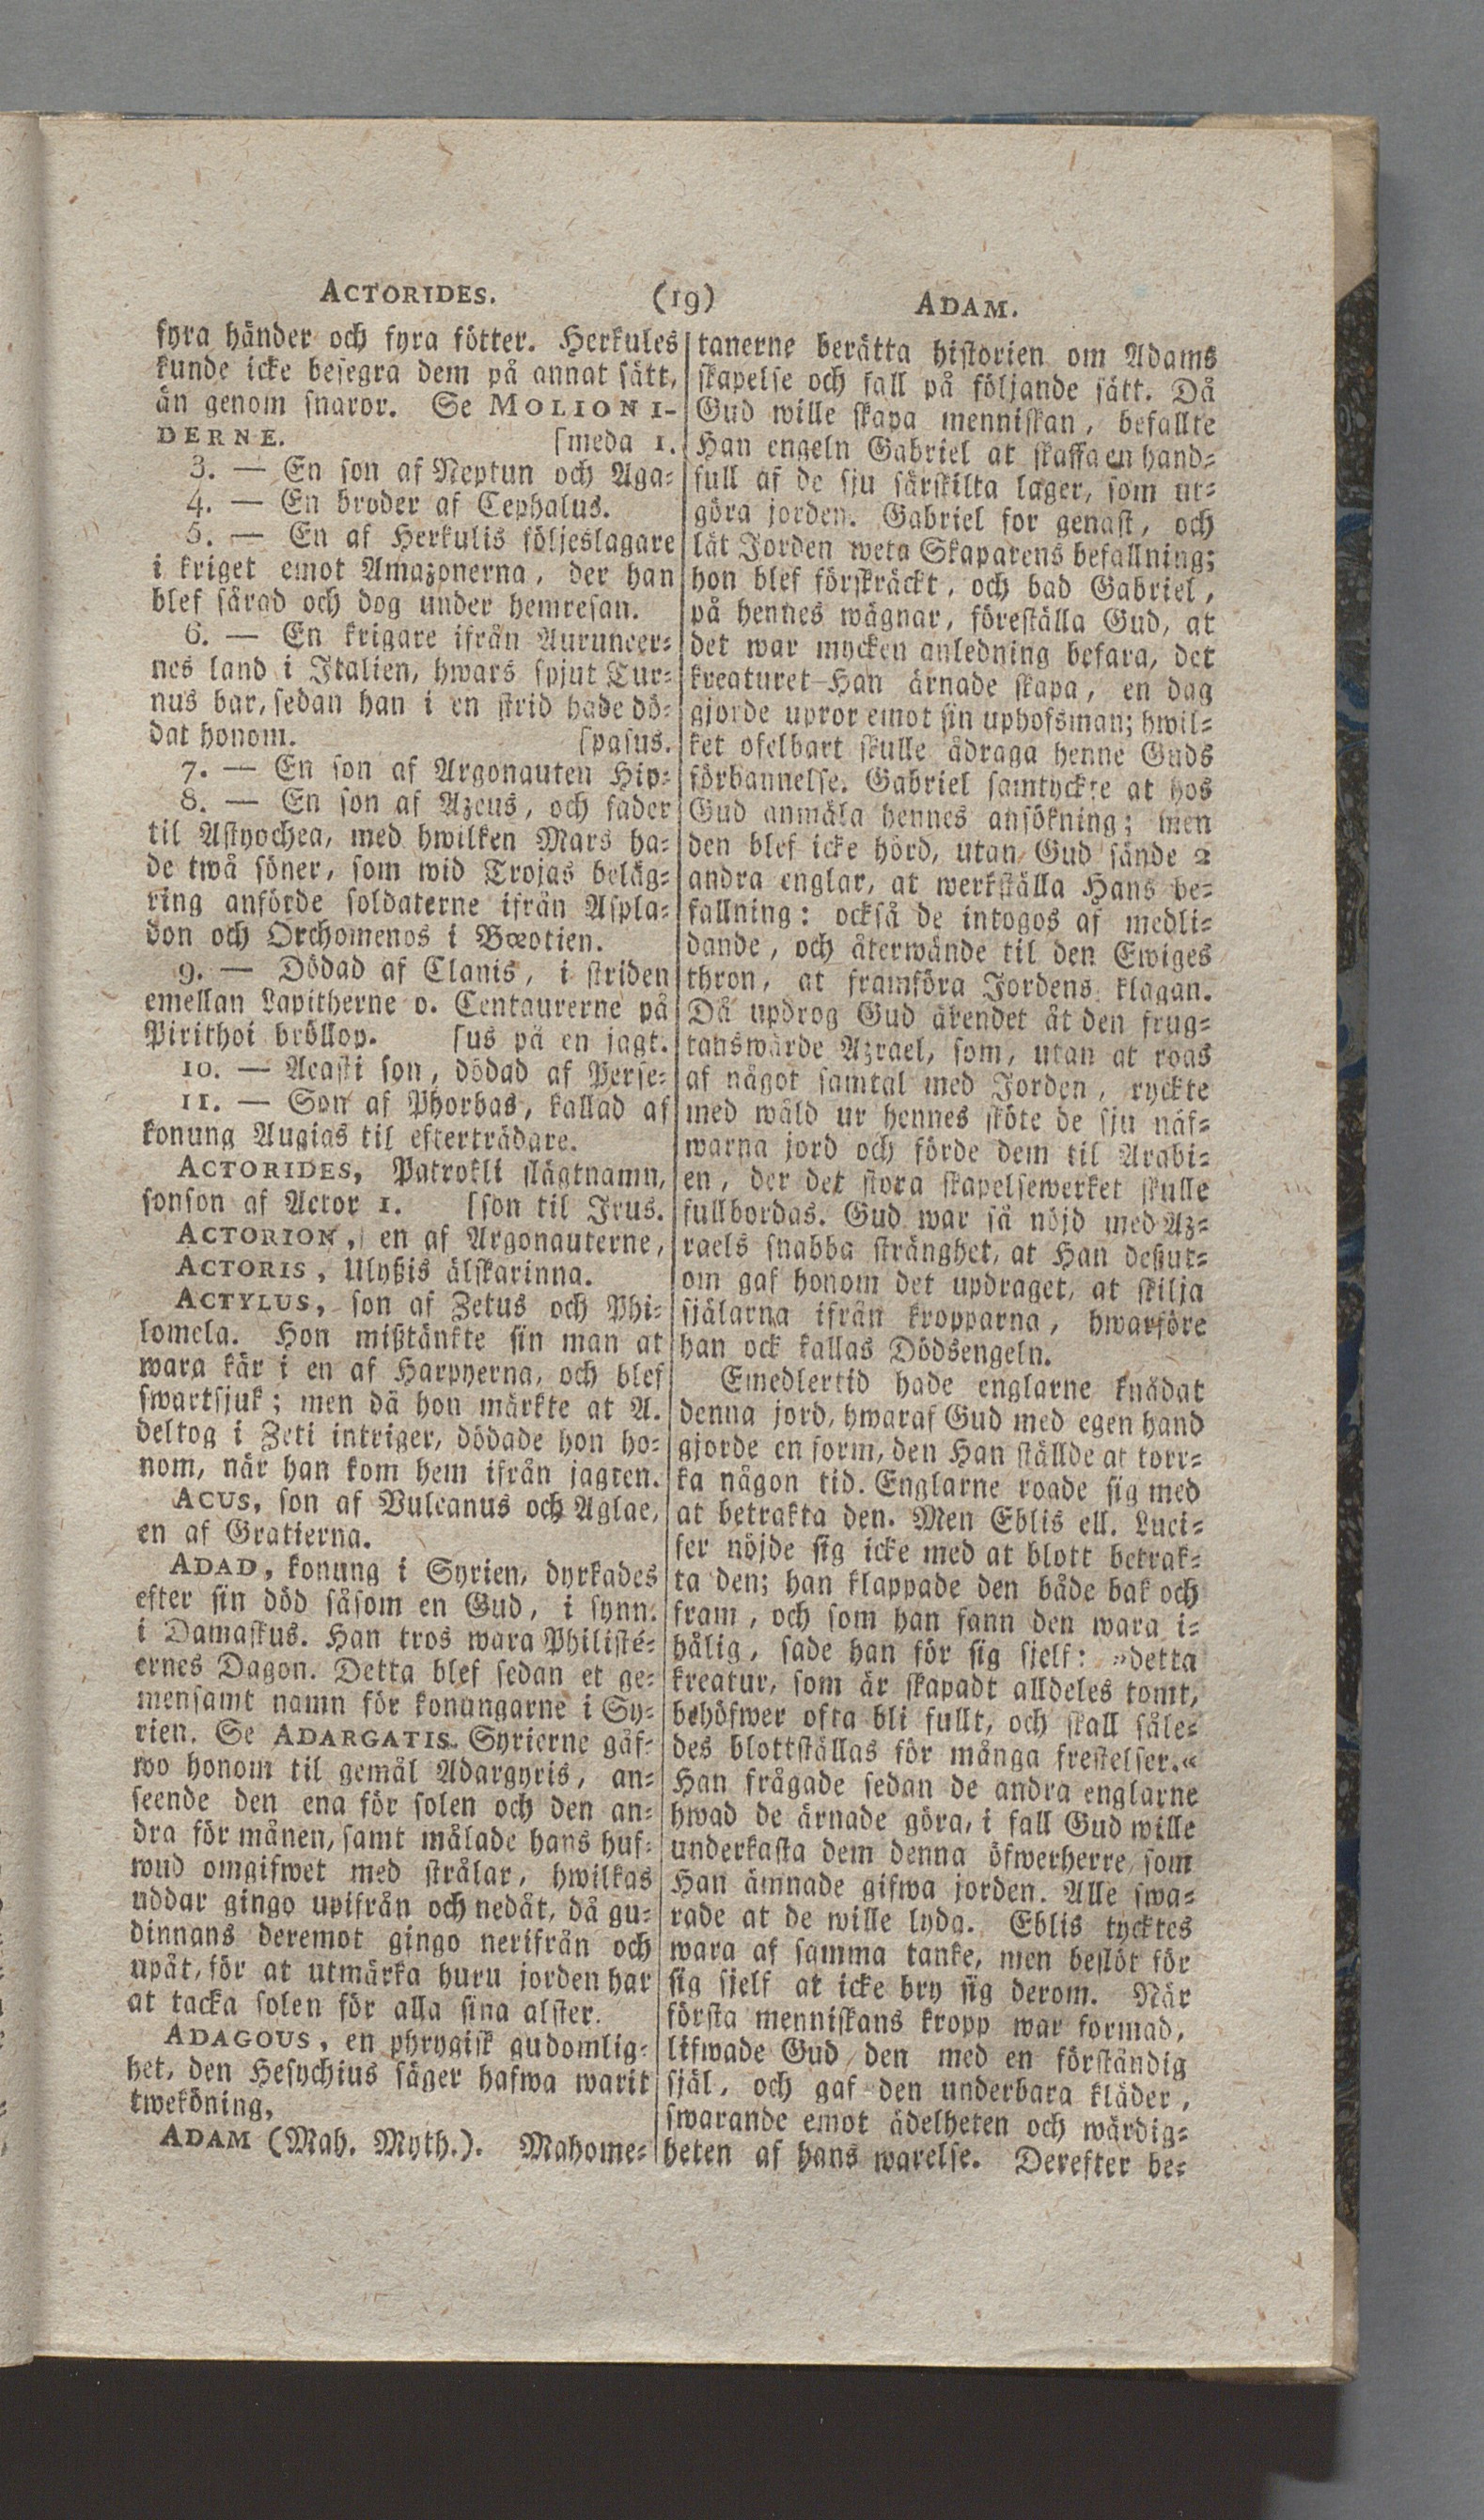 ACTORIDES. (19) ADAM.
fyra händer och fyra fötter. Herkules
kunde icke besegra dem på annat sätt,
än genom snaror. Se MOLIONI-
DERNE. [meda 1.
3. — En son af Neptun och Aga-
4. — En broder af Cephalus.
5. — En af Herkulis följeslagare
i kriget emot Amazonerna, der han
blef sårad och dog under hemresan.
6. — En krigare ifrån Auruncer-
nes land i Italien, hwars spjut Tur-
nus bar, sedan han i en strid hade dö-
dat honom. [pasus.
7. — En son af Argonauten Hip-
8. — En son af Azeus, och fader
til Astyochea, med hwilken Mars ha-
de twå söner, som wid Trojas beläg-
ring anförde soldaterne ifrån Aspla-
don och Orchomenos i Bœotien.
9. — Dödad af Clanis, i striden
emellan Lapitherne o. Centaurerne på
Pirithoi bröllop. [sus på en jagt.
10. — Acasti son, dödad af Perse-
11. — Son af Phorbas, kallad af
konung Augias til efterträdare.
ACTORIDES, Patrokli slägtnamn,
sonson af Actor 1. [son til Irus.
ACTORION, en af Argonauterne,
ACTORIS, Ulyßis älskarinna.
ACTYLUS, son af Zetus och Phi-
lomela. Hon mißtänkte sin man at
wara kär i en af Harpyerna, och blef
swartsjuk; men då hon märkte at A.
deltog i Zeti intriger, dödade hon ho-
nom, när han kom hem ifrån jagten.
ACUS, son af Vulcanus och Aglae,
en af Gratierna.
ADAD, konung i Syrien, dyrkades
efter sin död såsom en Gud, i synn.
i Damaskus. Han tros wara Philisté-
ernes Dagon. Detta blef sedan et ge-
mensamt namn för konungarne i Sy-
rien. Se ADARGATIS. Syrierne gåf-
wo honom til gemål Adargyris, an-
seende den ena för solen och den an-
dra för månen, samt målade hans huf-
wud omgifwet med strålar, hwilkas
uddar gingo upifrån och nedåt, då gu-
dinnans deremot gingo nerifrån och
upåt, för at utmärka huru jorden har
at tacka solen för alla sina alster.
ADAGOUS, en phrygisk gudomlig-
het, den Hesychius säger hafwa warit
tweköning.
ADAM (Mah. Myth.). Mahome-
tanerne berätta historien om Adams
skapelse och fall på följande sätt. Då
Gud wille skapa menniskan, befallte
Han engeln Gabriel at skaffa en hand-
full af de sju särskilta lager, som ut-
göra jorden. Gabriel for genast, och
lät Jorden weta Skaparens befallning;
hon blef förskräckt, och bad Gabriel,
på hennes wägnar, föreställa Gud, at
det war mycken anledning befara, det
kreaturet Han ärnade skapa, en dag
gjorde upror emot sin uphofsman; hwil-
ket ofelbart skulle ådraga henne Guds
förbannelse. Gabriel samtyckte at hos
Gud anmäla hennes ansökning; men
den blef icke hörd, utan Gud sände 2
andra englar, at werkställa Hans be-
fallning: också de intogos af medli-
dande, och återwände til den Ewiges
thron, at framföra Jordens klagan.
Då updrog Gud ärendet åt den frug-
tanswärde Azrael, som, utan at roas
af något samtal med Jorden, ryckte
med wåld ur hennes sköte de sju näf-
warna jord och förde dem til Arabi-
en, der det stora skapelsewerket skulle
fullbordas. Gud war så nöjd med Az-
raels snabba stränghet, at Han dessut-
om gaf honom det updraget, at skilja
själarna ifrån kropparna, hwarföre
han ock kallas Dödsengeln.
Emedlertid hade englarne knådat
denna jord, hwaraf Gud med egen hand
gjorde en form, den Han ställde at torr-
ka någon tid. Englarne roade sig med
at betrakta den. Men Eblis ell. Luci-
fer nöjde sig icke med at blott betrak-
ta den; han klappade den både bak och
fram, och som han fann den wara i-
hålig, sade han för sig sjelf: »detta
kreatur, som är skapadt alldeles tomt,
behöfwer ofta bli fullt, och skall såle-
des blottställas för många frestelser.«
Han frågade sedan de andra englarne
hwad de ärnade göra, i fall Gud wille
underkasta dem denna öfwerherre, som
Han ämnade gifwa jorden. Alle swa-
rade at de wille lyda. Eblis tycktes
wara af samma tanke, men beslöt för
sig sjelf at icke bry sig derom. När
första menniskans kropp war formad,
lifwade Gud den med en förståndig
själ, och gaf den underbara kläder,
swarande emot ädelheten och wärdig-
heten af hans warelse. Derefter be-